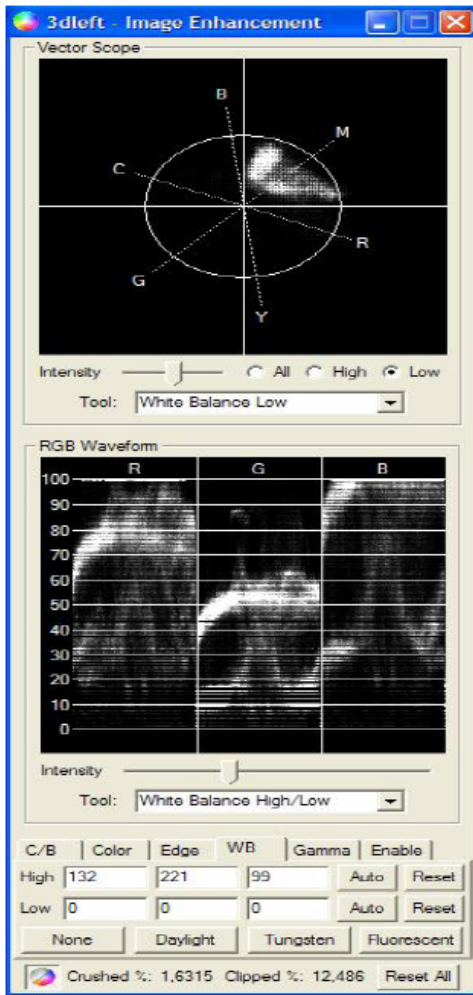 3dleft - Image Enhancement
Vector Scope
B
M
C
R
G
Y
Intensity All High Low
Tool: White Balance Low
RGB Waveform
R G B
100
90
80
70
60
50
40
30
20
10
0
Intensity
Tool: White Balance High/Low
C/B Color Edge WB Gamma Enable
High 132 221 99 Auto Reset
Low 0 0 0 Auto Reset
None Daylight Tungsten Fluorescent
Crushed %: 1,6315 Clipped %: 12,486 Reset All